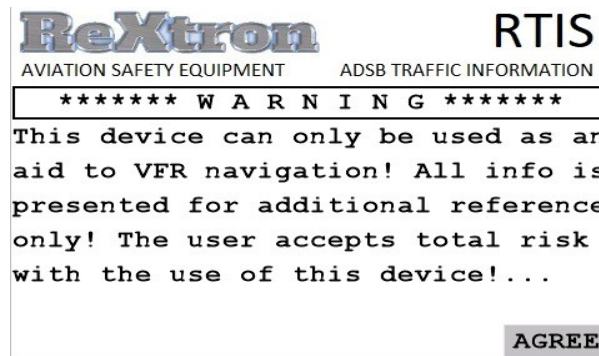 ReXtron RTIS
AVIATION SAFETY EQUIPMENT ADSB TRAFFIC INFORMATION
******* W A R N I N G *******
This device can only be used as an
aid to VFR navigation! All info is
presented for additional reference
only! The user accepts total risk
with the use of this device!...
AGREE